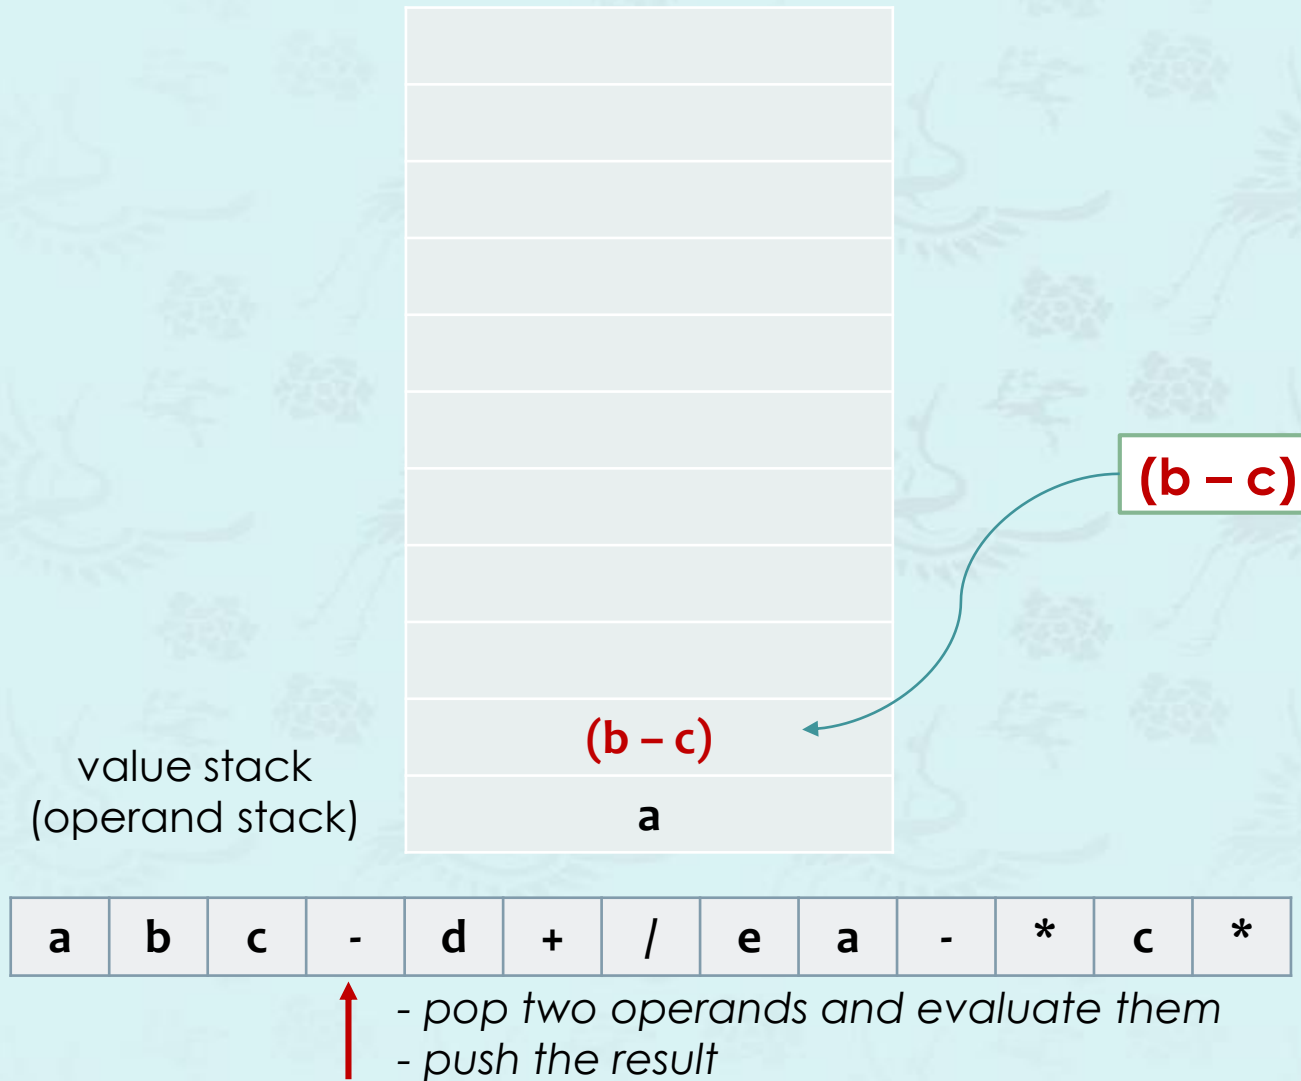 (b – c)
(b – c)
a
value stack
(operand stack)
a b c - d + / e a - * c *
- pop two operands and evaluate them
- push the result